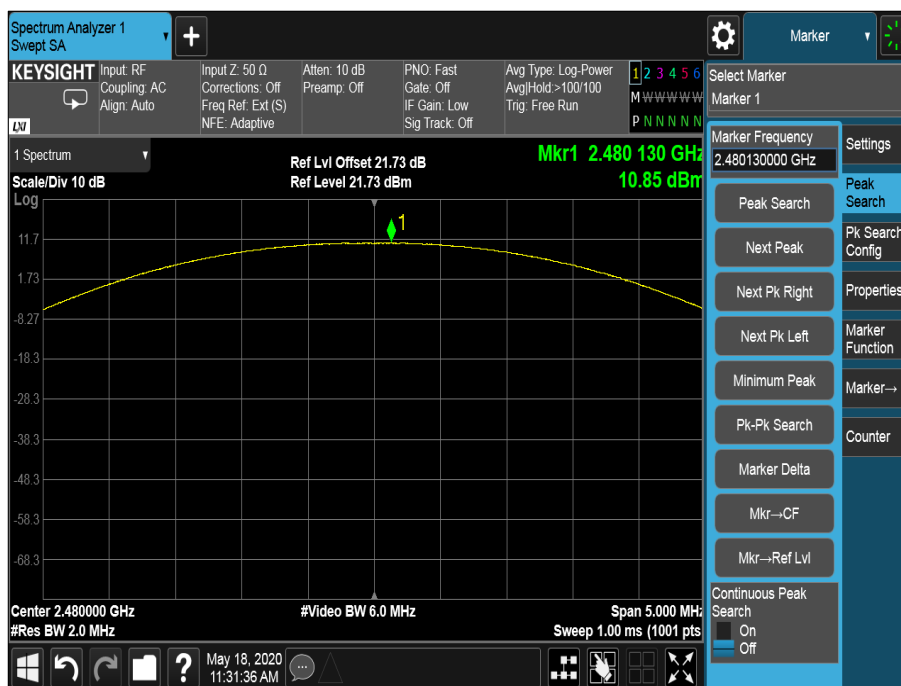 Spectrum Analyzer 1
Swept SA
Marker
KEYSIGHT
LXI
Input: RF
Coupling: AC
Align: Auto
Input Z: 50 Ω
Corrections: Off
Freq Ref: Ext (S)
NFE: Adaptive
Atten: 10 dB
Preamp: Off
PNO: Fast
Gate: Off
IF Gain: Low
Sig Track: Off
Avg Type: Log-Power
Avg|Hold:>100/100
Trig: Free Run
1 2 3 4 5 6
M W W W W W
P N N N N N
Select Marker
Marker 1
1 Spectrum
Scale/Div 10 dB
Log
Ref Lvl Offset 21.73 dB
Ref Level 21.73 dBm
Mkr1 2.480 130 GHz
10.85 dBm
1
11.7
1.73
-8.27
-18.3
-28.3
-38.3
-48.3
-58.3
-68.3
Center 2.480000 GHz
#Res BW 2.0 MHz
#Video BW 6.0 MHz
Span 5.000 MHz
Sweep 1.00 ms (1001 pts
Marker Frequency
2.480130000 GHz
Peak Search
Next Peak
Next Pk Right
Next Pk Left
Minimum Peak
Pk-Pk Search
Marker Delta
Mkr→CF
Mkr→Ref Lvl
Continuous Peak
Search
On
Off
Settings
Peak
Search
Pk Search
Config
Properties
Marker
Function
Marker→
Counter
?
May 18, 2020
11:31:36 AM